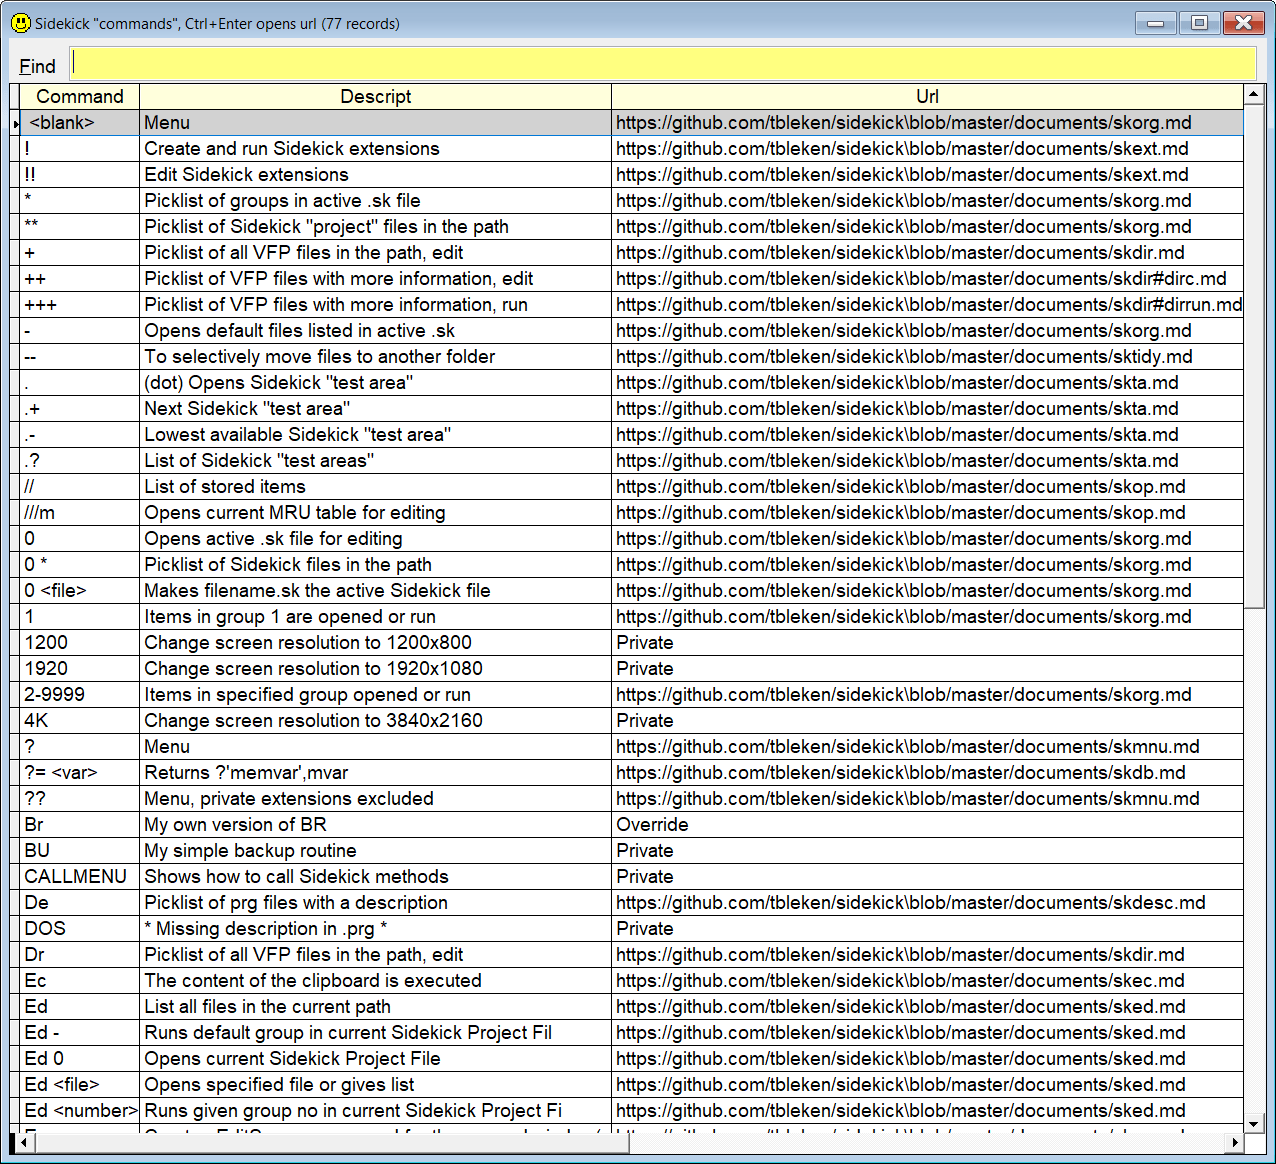 Sidekick "commands", Ctrl+Enter opens url (77 records)
Find
Command Descript Url
<blank> Menu https://github.com/tbleken/sidekick\blob/master/documents/skorg.md
! Create and run Sidekick extensions https://github.com/tbleken/sidekick\blob/master/documents/skext.md
!! Edit Sidekick extensions https://github.com/tbleken/sidekick\blob/master/documents/skext.md
* Picklist of groups in active .sk file https://github.com/tbleken/sidekick\blob/master/documents/skorg.md
** Picklist of Sidekick "project" files in the path https://github.com/tbleken/sidekick\blob/master/documents/skorg.md
+ Picklist of all VFP files in the path, edit https://github.com/tbleken/sidekick\blob/master/documents/skdir.md
++ Picklist of VFP files with more information, edit https://github.com/tbleken/sidekick\blob/master/documents/skdir#dirc.md
+++ Picklist of VFP files with more information, run https://github.com/tbleken/sidekick\blob/master/documents/skdir#dirrun.md
- Opens default files listed in active .sk https://github.com/tbleken/sidekick\blob/master/documents/skorg.md
-- To selectively move files to another folder https://github.com/tbleken/sidekick\blob/master/documents/sktidy.md
. (dot) Opens Sidekick "test area" https://github.com/tbleken/sidekick\blob/master/documents/skta.md
.+ Next Sidekick "test area" https://github.com/tbleken/sidekick\blob/master/documents/skta.md
.- Lowest available Sidekick "test area" https://github.com/tbleken/sidekick\blob/master/documents/skta.md
.? List of Sidekick "test areas" https://github.com/tbleken/sidekick\blob/master/documents/skta.md
// List of stored items https://github.com/tbleken/sidekick\blob/master/documents/skop.md
///m Opens current MRU table for editing https://github.com/tbleken/sidekick\blob/master/documents/skop.md
0 Opens active .sk file for editing https://github.com/tbleken/sidekick\blob/master/documents/skorg.md
0 * Picklist of Sidekick files in the path https://github.com/tbleken/sidekick\blob/master/documents/skorg.md
0 <file> Makes filename.sk the active Sidekick file https://github.com/tbleken/sidekick\blob/master/documents/skorg.md
1 Items in group 1 are opened or run https://github.com/tbleken/sidekick\blob/master/documents/skorg.md
1200 Change screen resolution to 1200x800 Private
1920 Change screen resolution to 1920x1080 Private
2-9999 Items in specified group opened or run https://github.com/tbleken/sidekick\blob/master/documents/skorg.md
4K Change screen resolution to 3840x2160 Private
? Menu https://github.com/tbleken/sidekick\blob/master/documents/skmnu.md
?= <var> Returns ?'memvar',mvar https://github.com/tbleken/sidekick\blob/master/documents/skdb.md
?? Menu, private extensions excluded https://github.com/tbleken/sidekick\blob/master/documents/skmnu.md
Br My own version of BR Override
BU My simple backup routine Private
CALLMENU Shows how to call Sidekick methods Private
De Picklist of prg files with a description https://github.com/tbleken/sidekick\blob/master/documents/skdesc.md
DOS * Missing description in .prg * Private
Dr Picklist of all VFP files in the path, edit https://github.com/tbleken/sidekick\blob/master/documents/skdir.md
Ec The content of the clipboard is executed https://github.com/tbleken/sidekick\blob/master/documents/skec.md
Ed List all files in the current path https://github.com/tbleken/sidekick\blob/master/documents/sked.md
Ed - Runs default group in current Sidekick Project Fil https://github.com/tbleken/sidekick\blob/master/documents/sked.md
Ed 0 Opens current Sidekick Project File https://github.com/tbleken/sidekick\blob/master/documents/sked.md
Ed <file> Opens specified file or gives list https://github.com/tbleken/sidekick\blob/master/documents/sked.md
Ed <number> Runs given group no in current Sidekick Project Fi https://github.com/tbleken/sidekick\blob/master/documents/sked.md